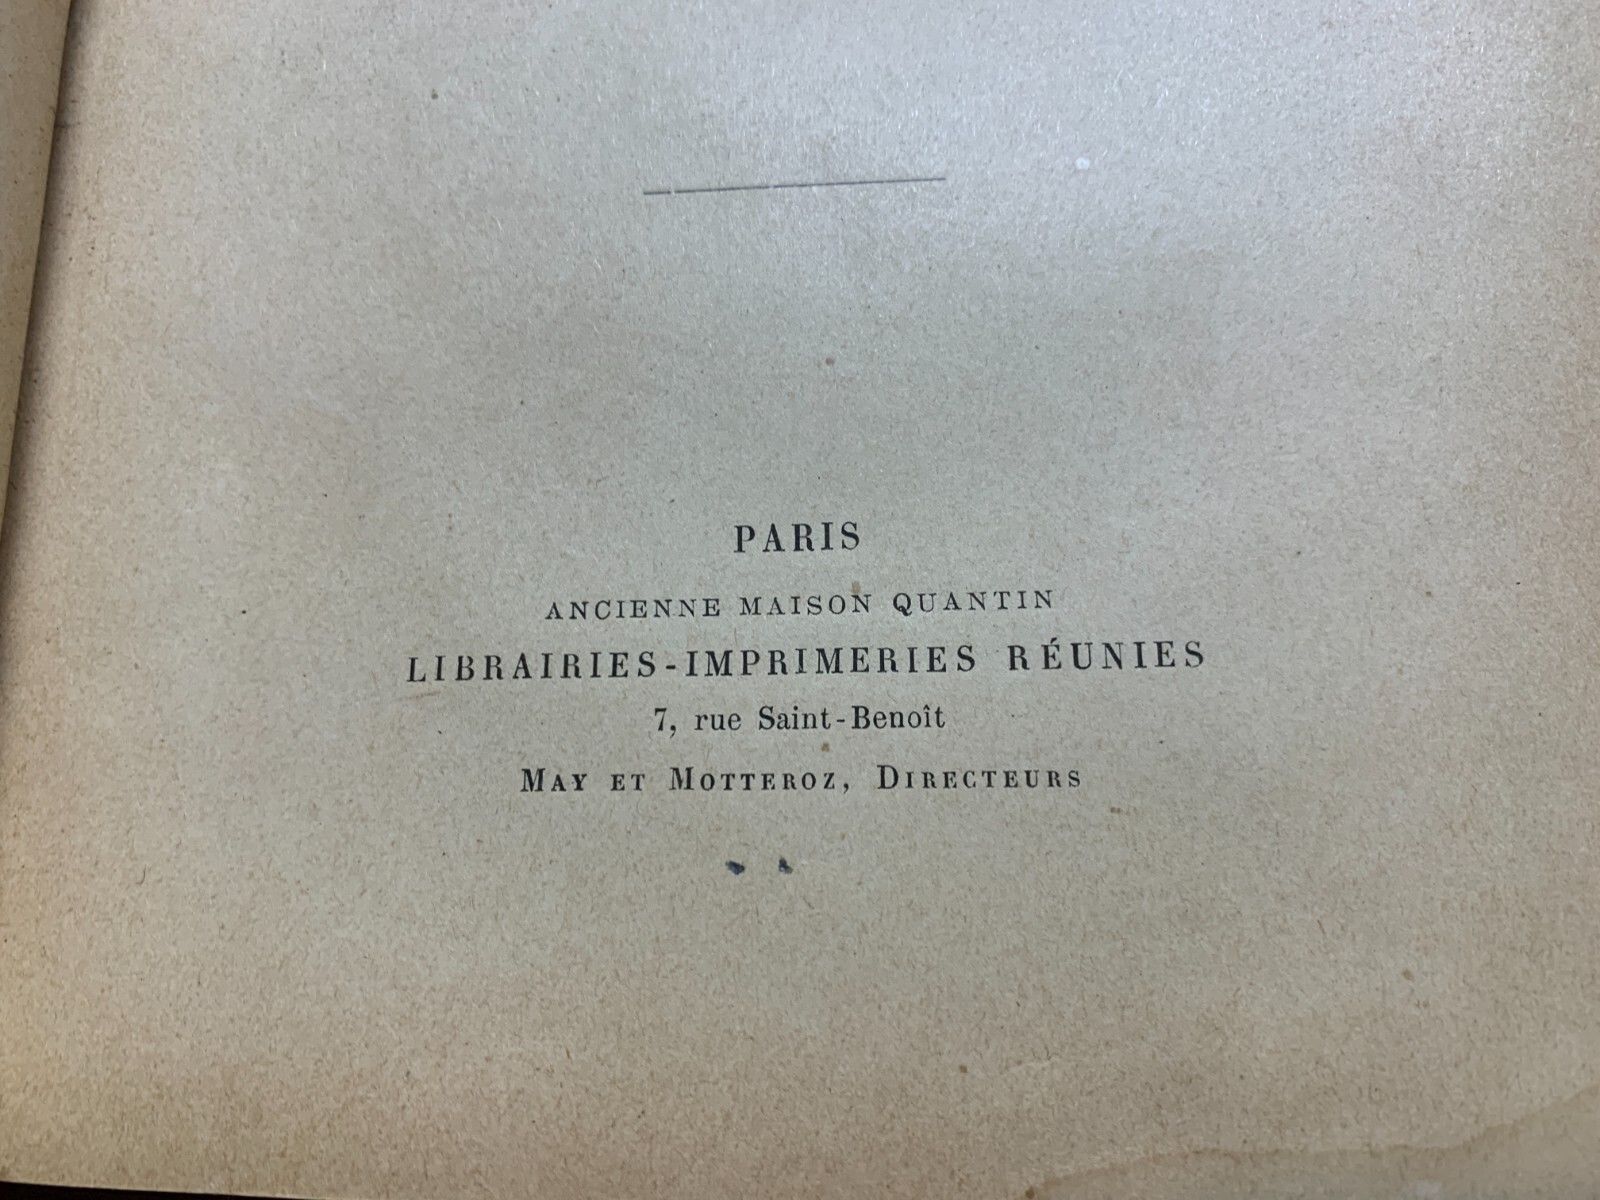 PARIS
ANCIENNE MAISON QUANTIN
LIBRAIRIES-IMPRIMERIES RÉUNIES
7, rue Saint-Benoît
MAY ET MOTTEROZ, DIRECTEURS